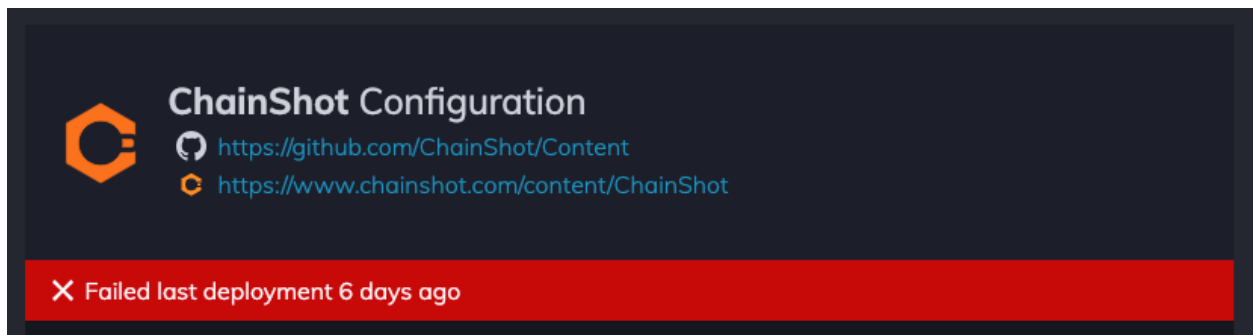 ChainShot Configuration
https://github.com/ChainShot/Content
https://www.chainshot.com/content/ChainShot
Failed last deployment 6 days ago